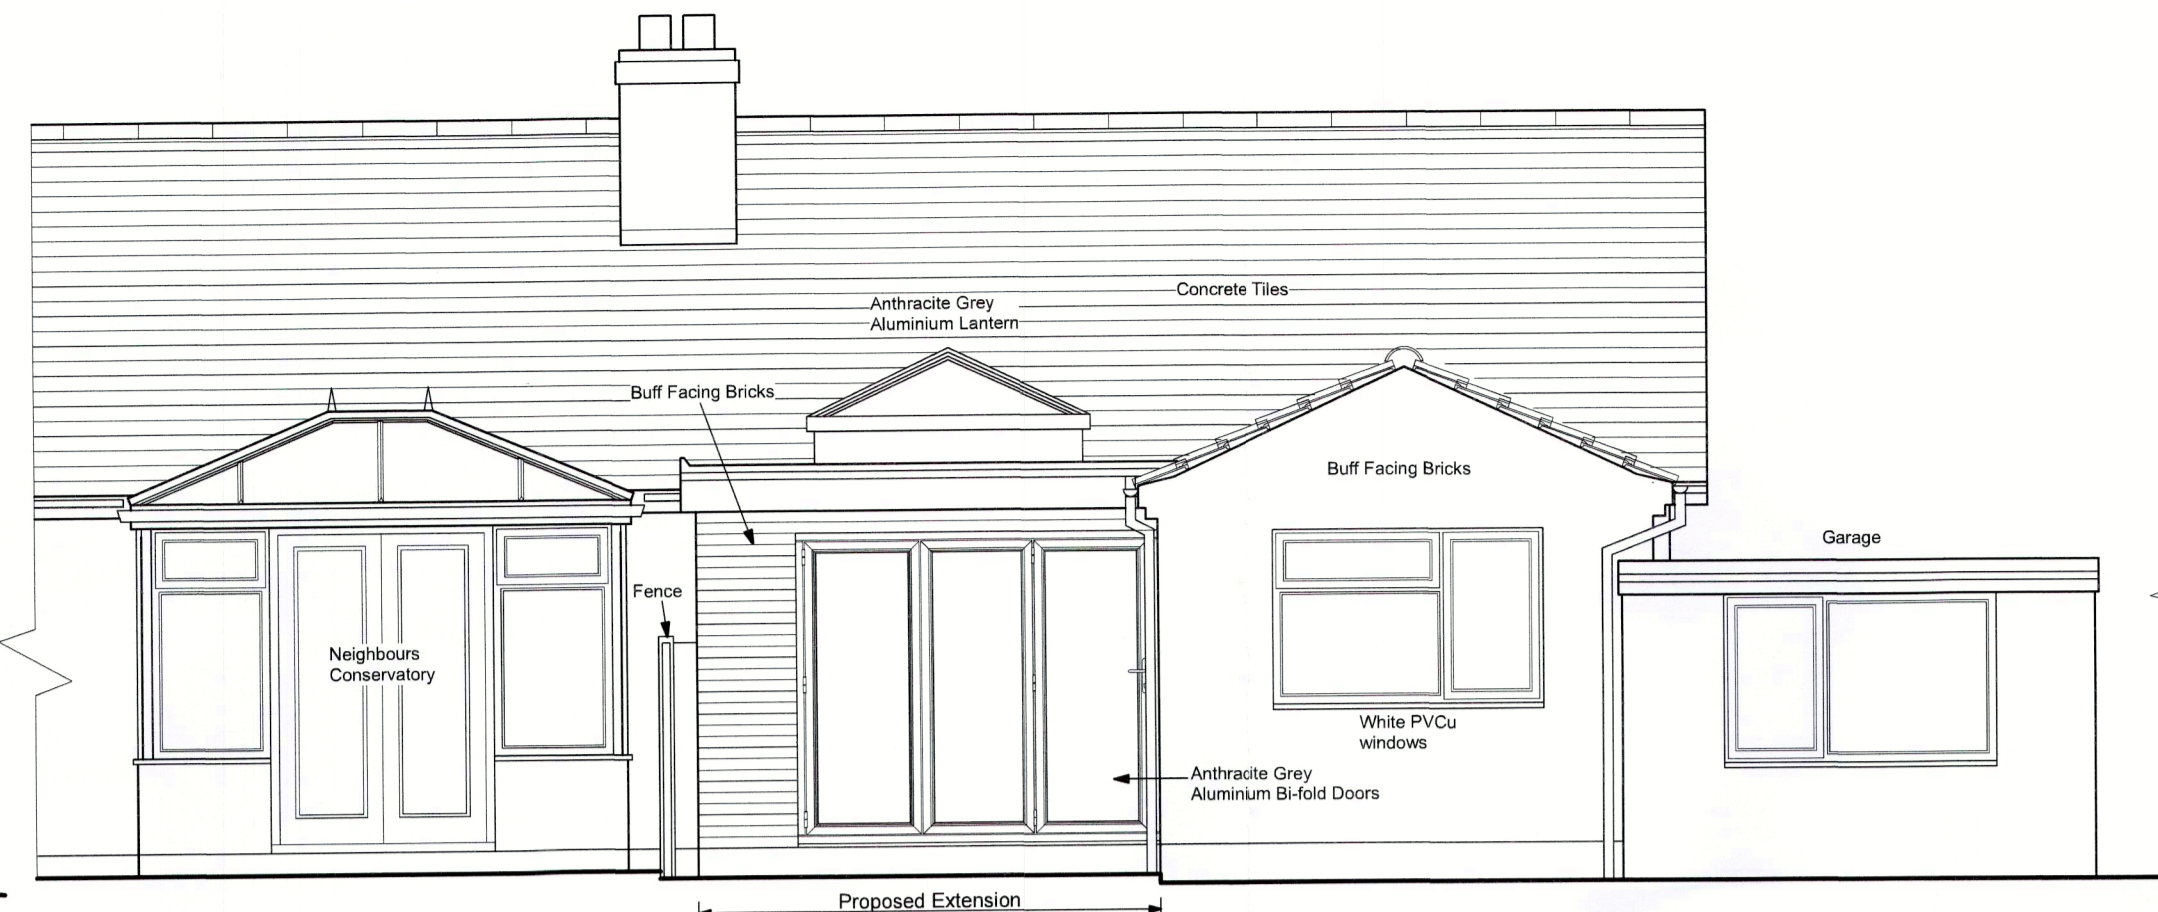 Concrete Tiles
Anthracite Grey
Aluminium Lantern
Buff Facing Bricks
Buff Facing Bricks
Garage
Fence
Neighbours
Conservatory
White PVCu
windows
Anthracite Grey
Aluminium Bi-fold Doors
Proposed Extension